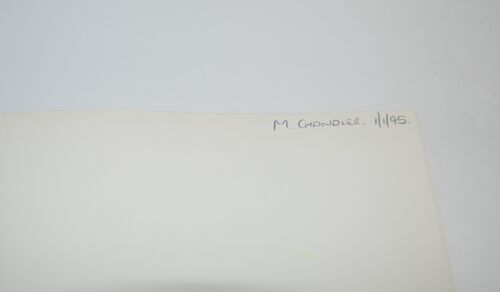 M. CHANDLER. 1/1/95.